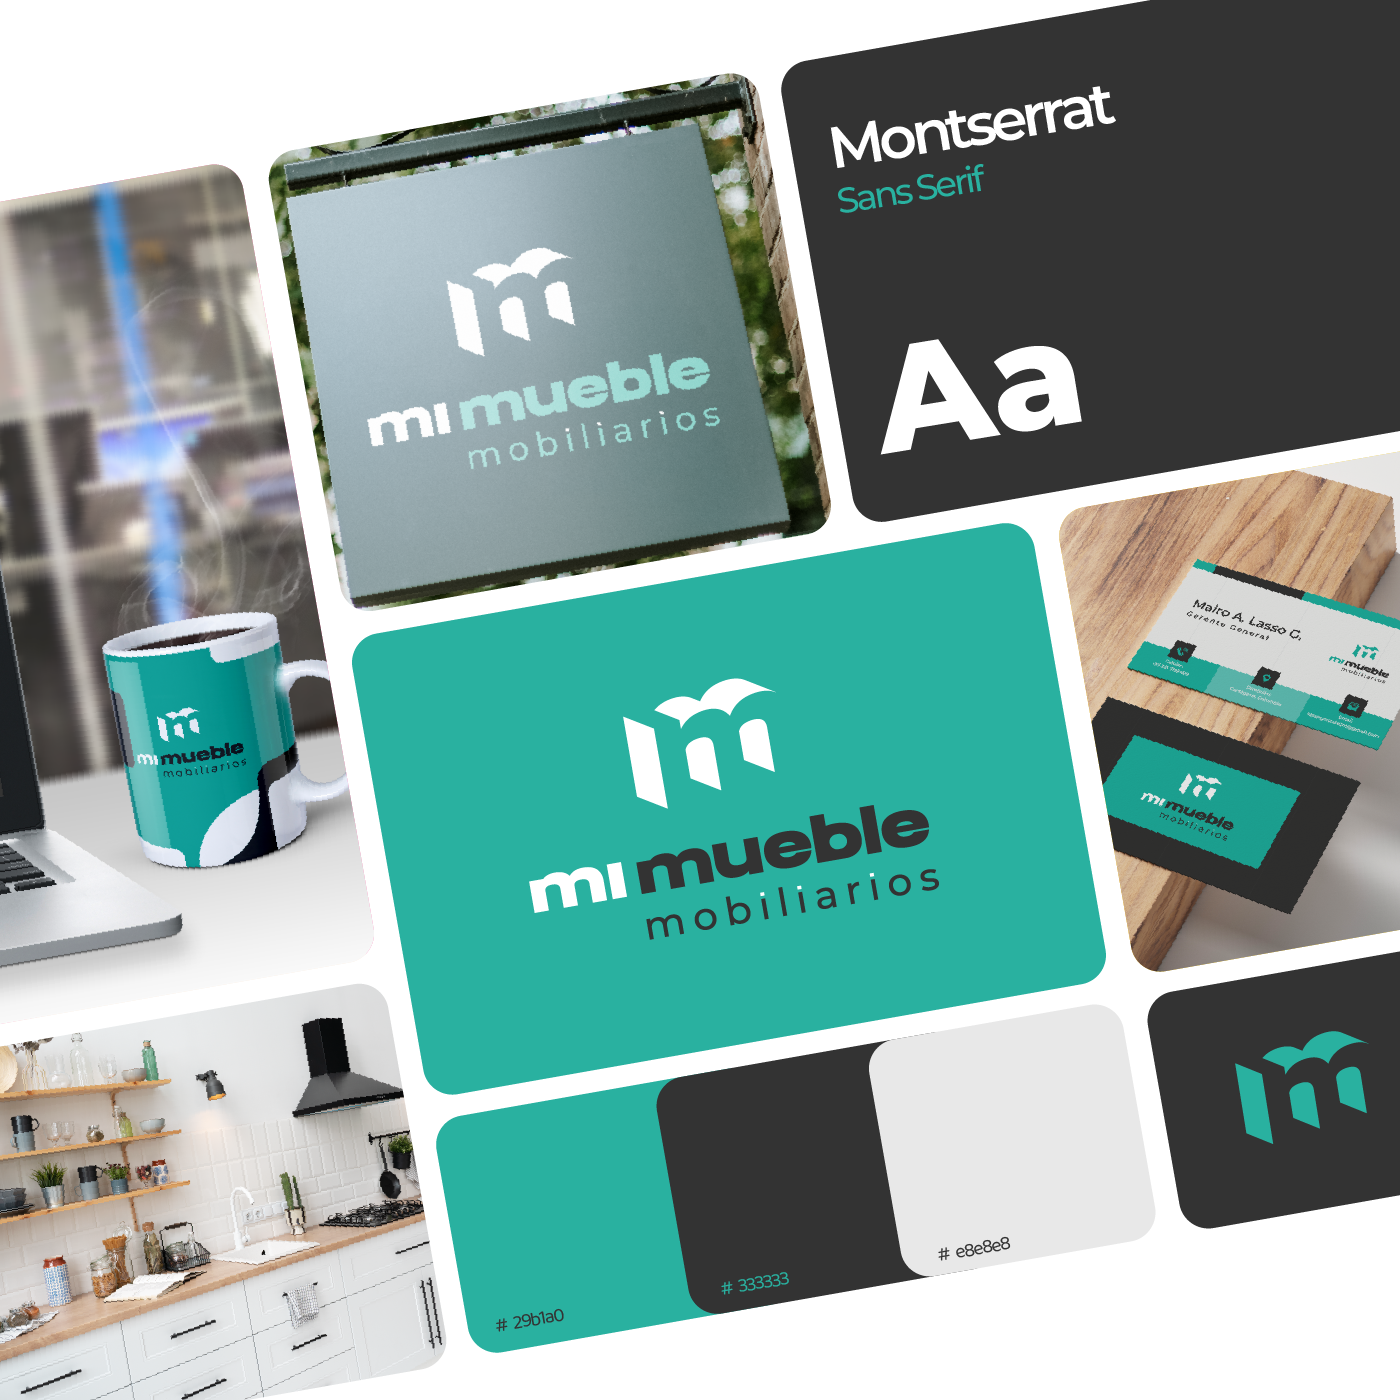 Montserrat
Sans Serif
Aa
mi mueble
mobiliarios
mi mueble
mobiliarios
mi mueble
mobiliarios
Mairo A. Lasso G.
Gerente General
mi mueble
mobiliarios
mi mueble
mobiliarios
# 29b1a0
# 333333
# e8e8e8